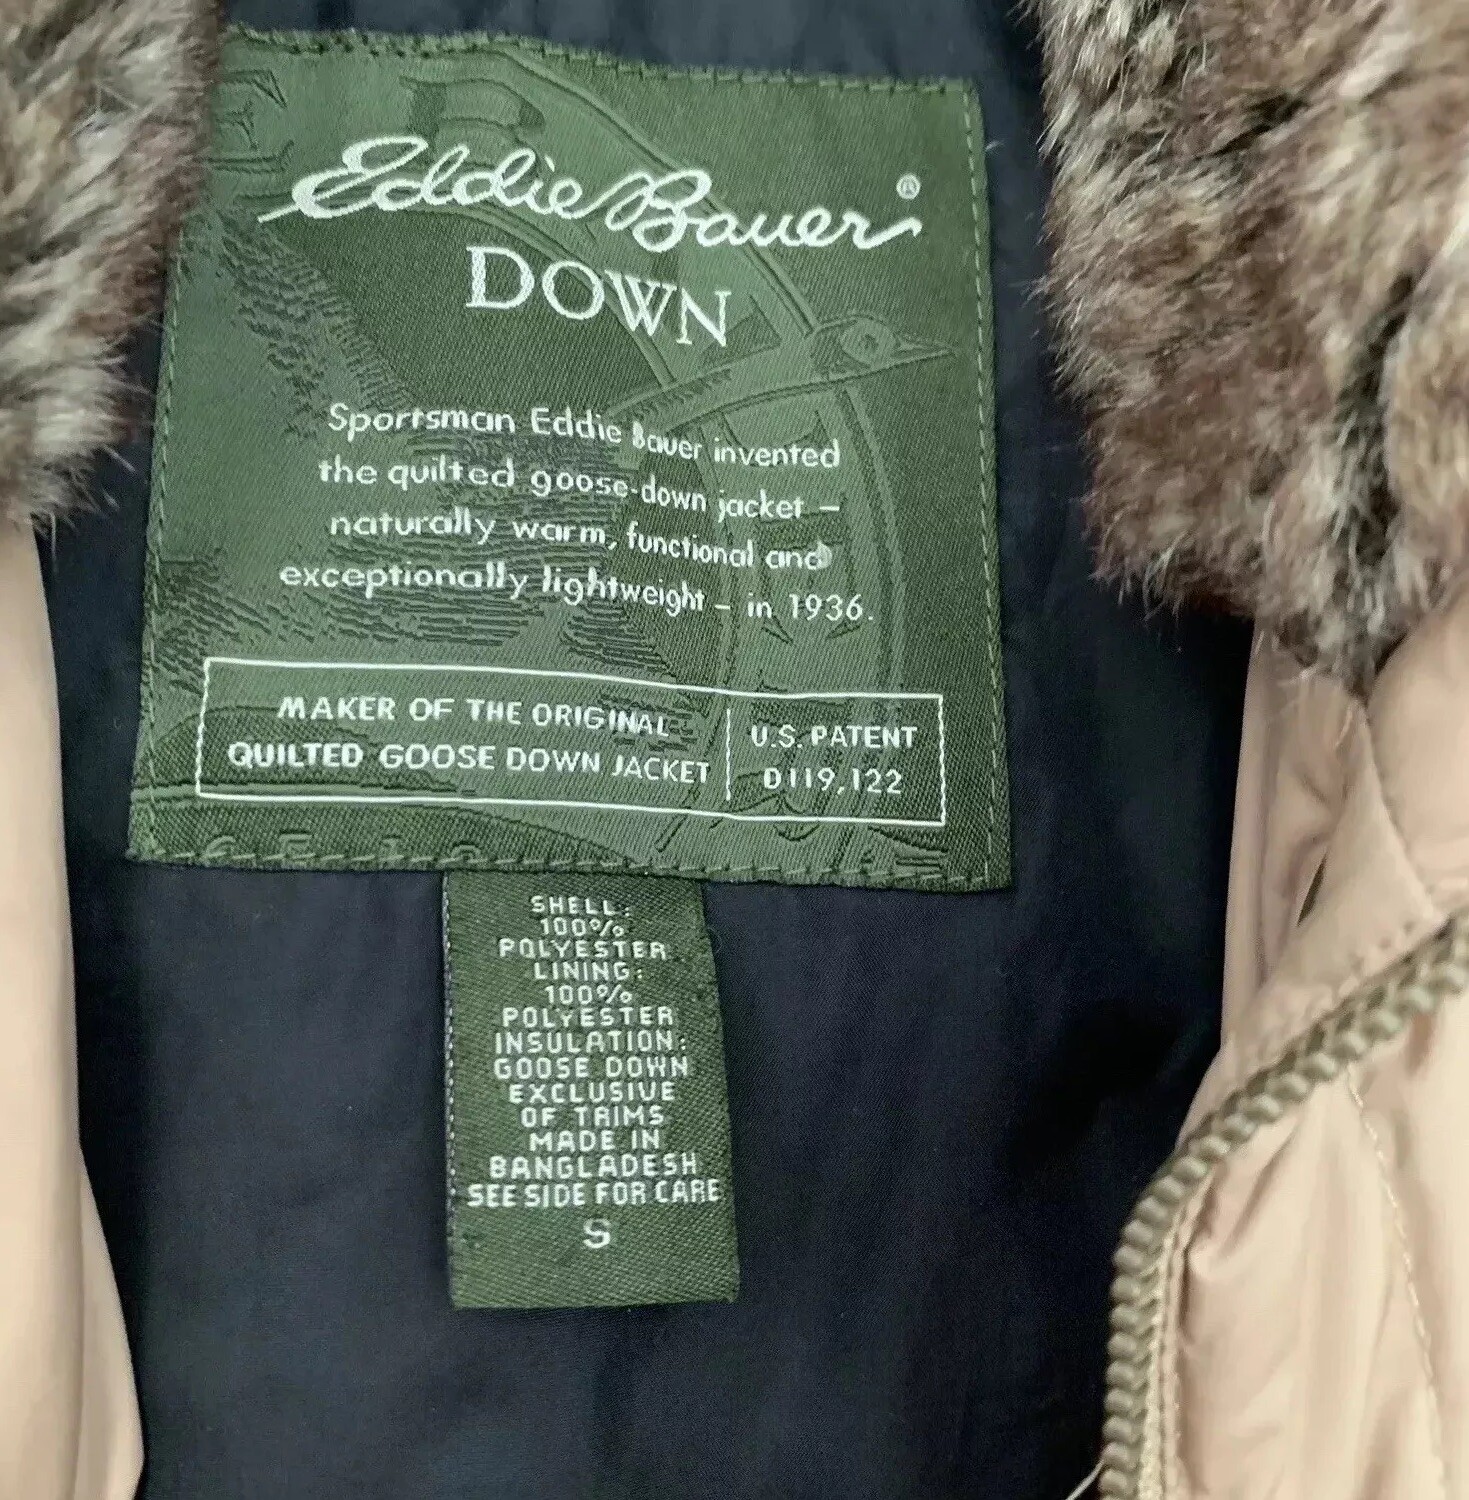 Eddie Bauer ®
DOWN
Sportsman Eddie Bauer invented
the quilted goose-down jacket –
naturally warm, functional and
exceptionally lightweight – in 1936.
MAKER OF THE ORIGINAL
QUILTED GOOSE DOWN JACKET
U.S. PATENT
D119,122
SHELL:
100%
POLYESTER
LINING:
100%
POLYESTER
INSULATION:
GOOSE DOWN
EXCLUSIVE
OF TRIMS
MADE IN
BANGLADESH
SEE SIDE FOR CARE
S